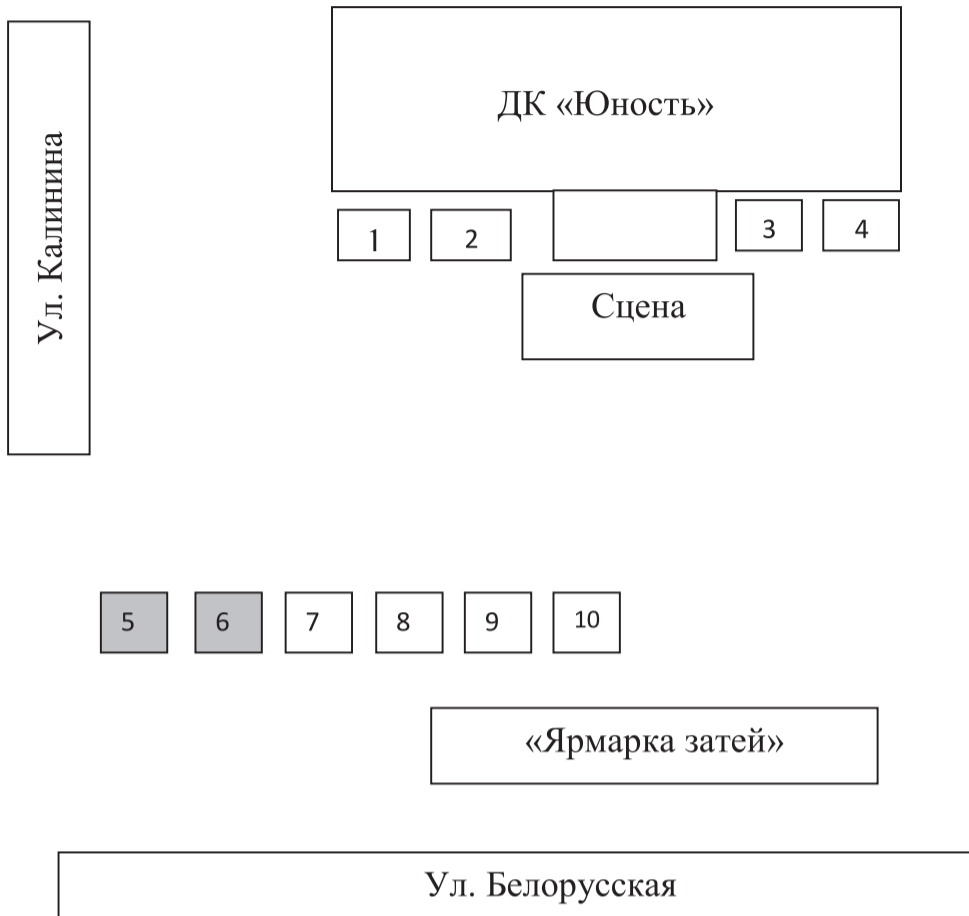 ДК «Юность»
Ул. Калинина
1 2 3 4
Сцена
5 6 7 8 9 10
«Ярмарка затей»
Ул. Белорусская